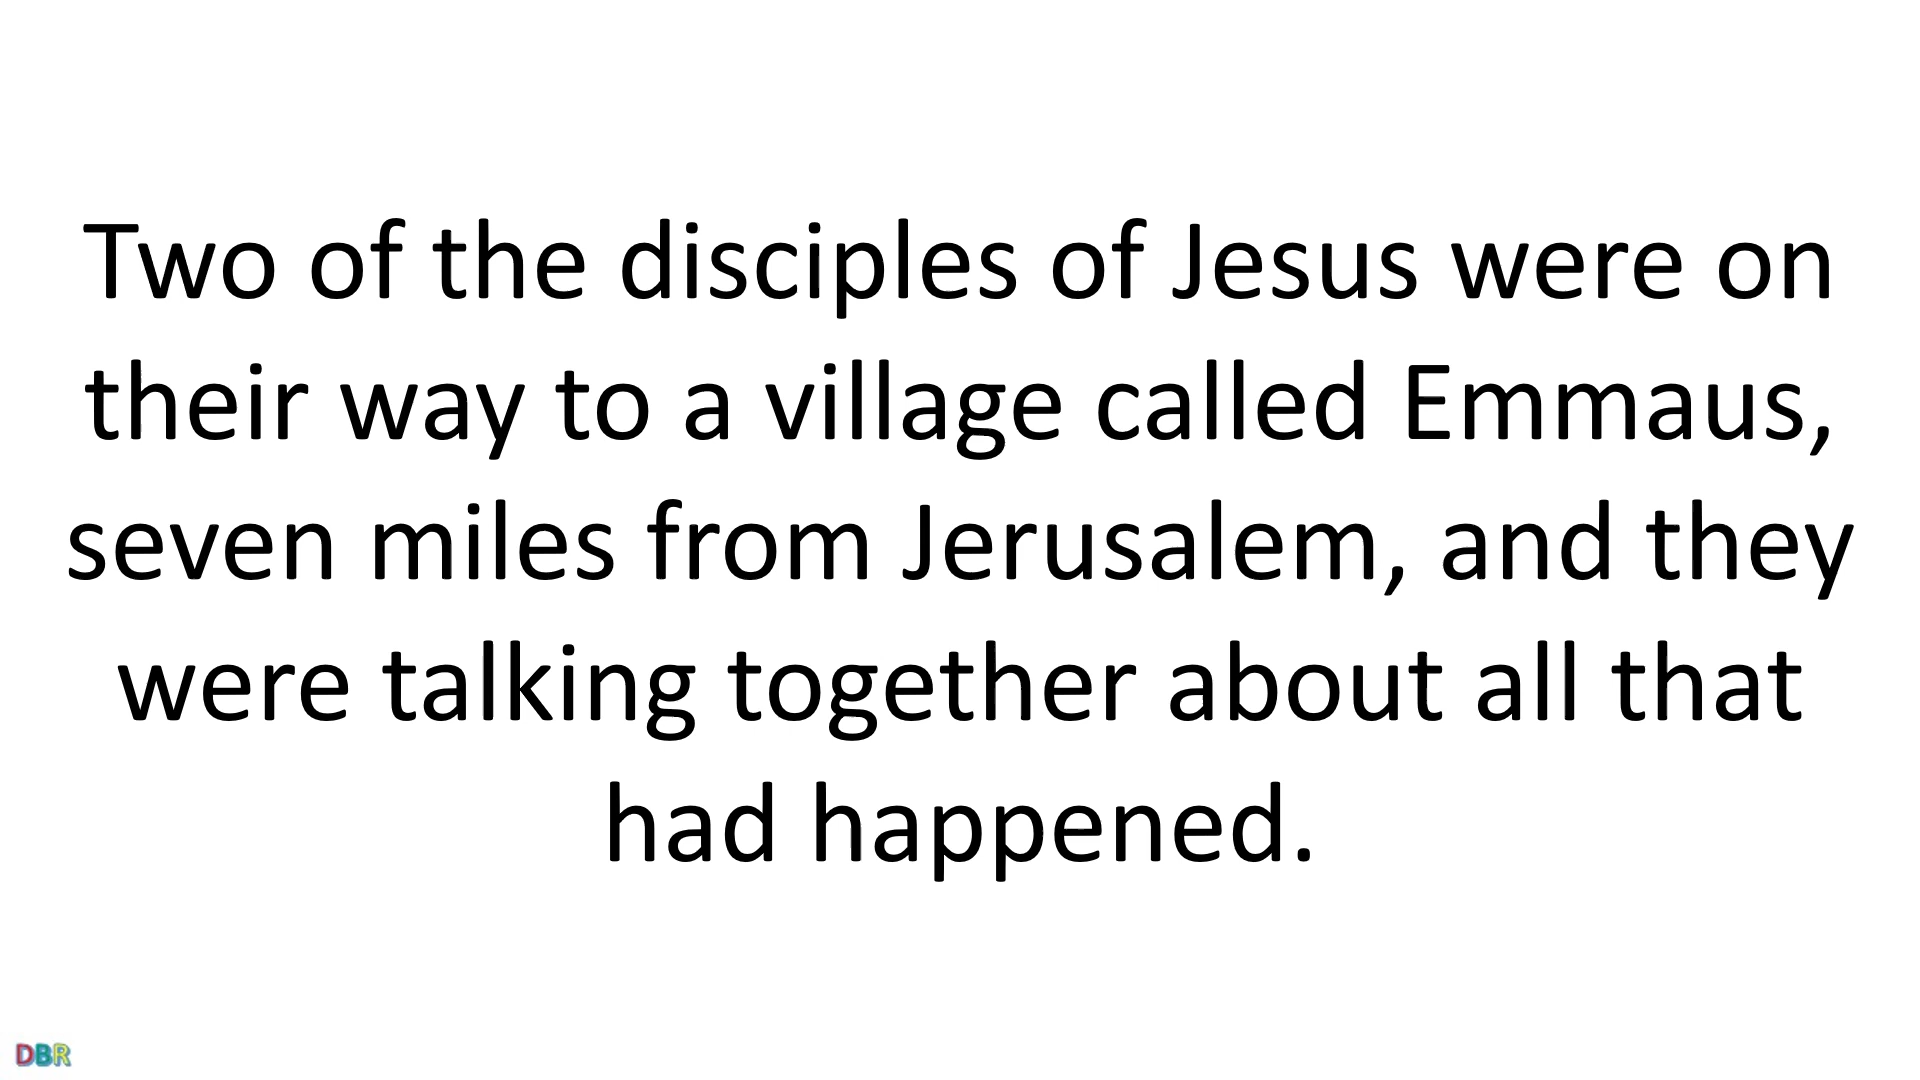 Two of the disciples of Jesus were on
their way to a village called Emmaus,
seven miles from Jerusalem, and they
were talking together about all that
had happened.
DBR